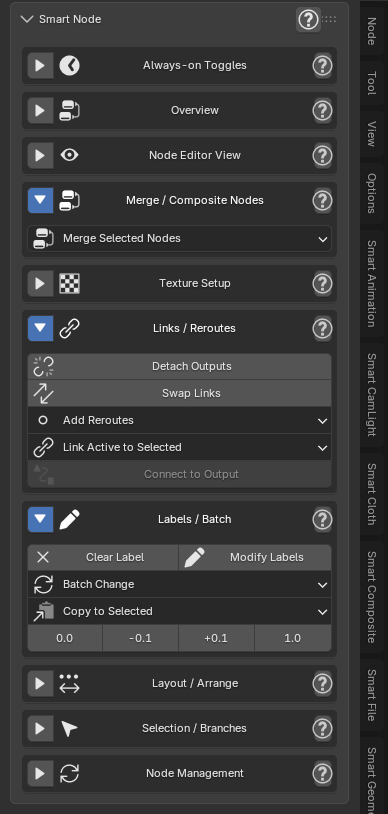 Smart Node
Always-on Toggles
Overview
Node Editor View
Merge / Composite Nodes
Merge Selected Nodes
Texture Setup
Links / Reroutes
Detach Outputs
Swap Links
Add Reroutes
Link Active to Selected
Connect to Output
Labels / Batch
Clear Label
Modify Labels
Batch Change
Copy to Selected
0.0
-0.1
+0.1
1.0
Layout / Arrange
Selection / Branches
Node Management
Node
Tool
View
Options
Smart Animation
Smart CamLight
Smart Cloth
Smart Composite
Smart File
Smart Geome